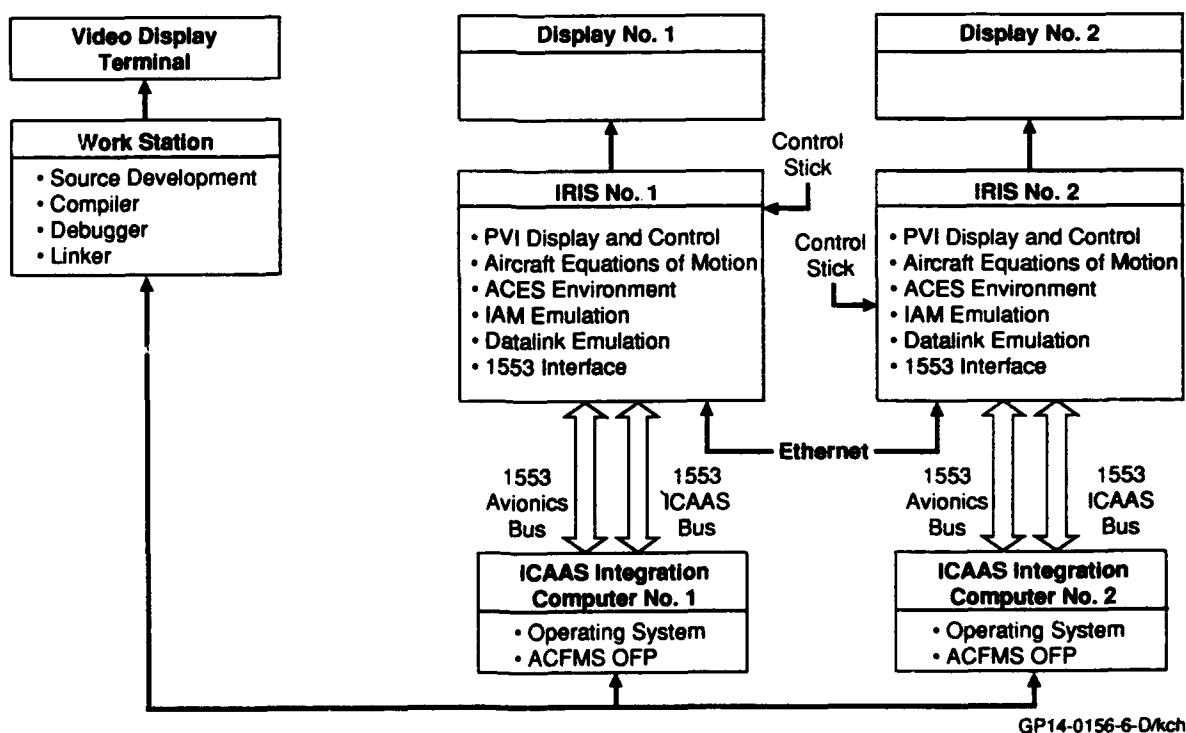 Video Display
Terminal
Work Station
• Source Development
• Compiler
• Debugger
• Linker
Display No. 1
Display No. 2
Control
Stick
IRIS No. 1
• PVI Display and Control
• Aircraft Equations of Motion
• ACES Environment
• IAM Emulation
• Datalink Emulation
• 1553 Interface
Control
Stick
IRIS No. 2
• PVI Display and Control
• Aircraft Equations of Motion
• ACES Environment
• IAM Emulation
• Datalink Emulation
• 1553 Interface
Ethernet
1553
Avionics
Bus
1553
ICAAS
Bus
1553
Avionics
Bus
1553
ICAAS
Bus
ICAAS Integration
Computer No. 1
• Operating System
• ACFMS OFP
ICAAS Integration
Computer No. 2
• Operating System
• ACFMS OFP
GP14-0156-6-D/kch